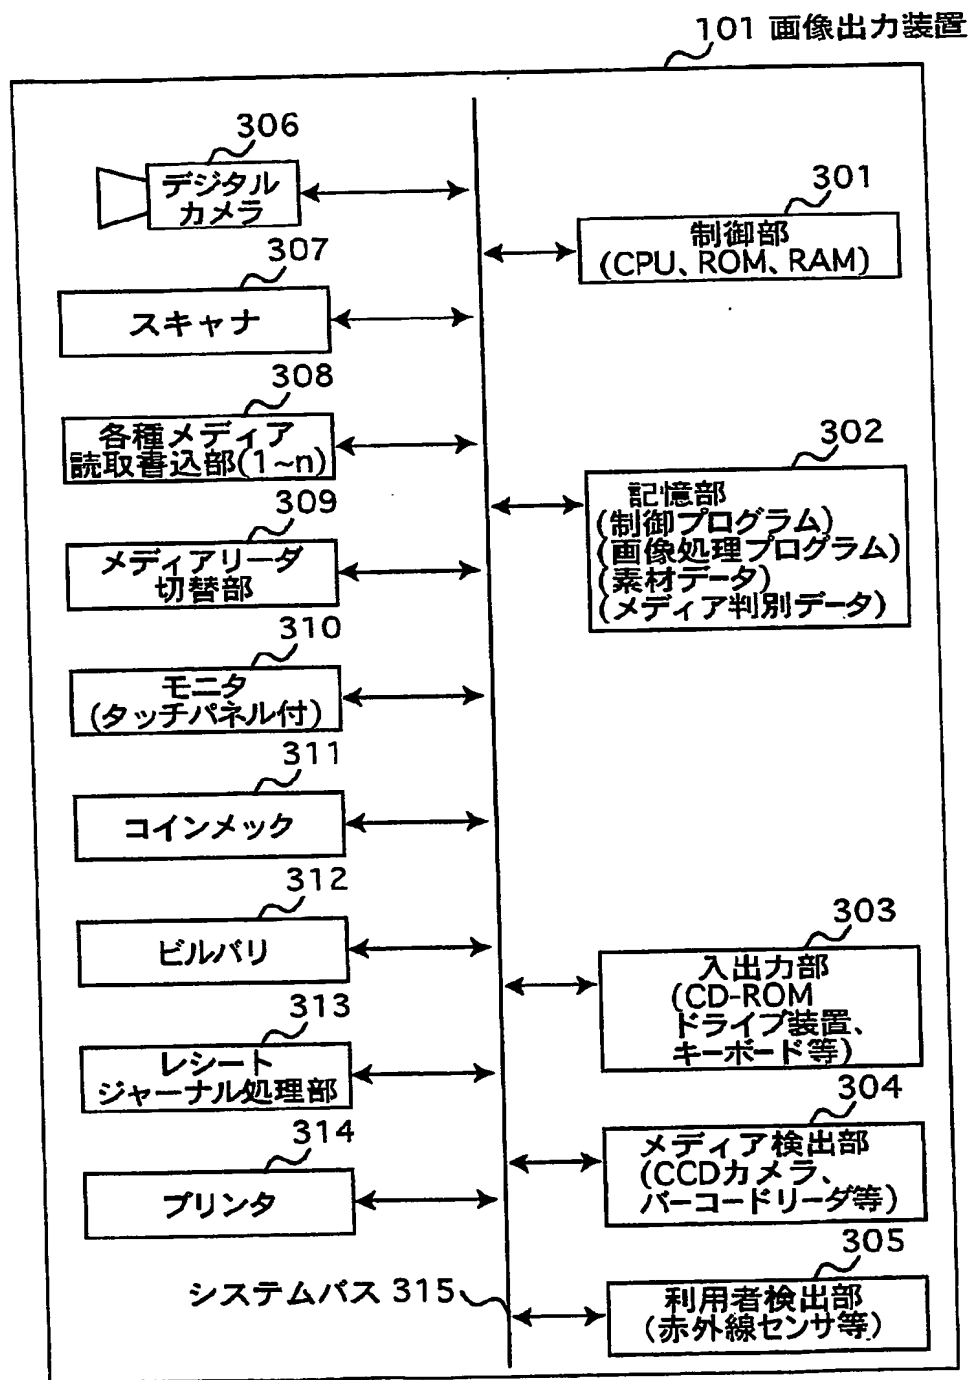 101 画像出力装置
306
デジタル
カメラ
307
スキャナ
308
各種メディア
読取書込部(1~n)
309
メディアリーダ
切替部
310
モニタ
(タッチパネル付)
311
コインメック
312
ビルバリ
313
レシート
ジャーナル処理部
314
プリンタ
システムバス 315
301
制御部
(CPU、ROM、RAM)
302
記憶部
(制御プログラム)
(画像処理プログラム)
(素材データ)
(メディア判別データ)
303
入出力部
(CD-ROM
ドライブ装置、
キーボード等)
304
メディア検出部
(CCDカメラ、
バーコードリーダ等)
305
利用者検出部
(赤外線センサ等)